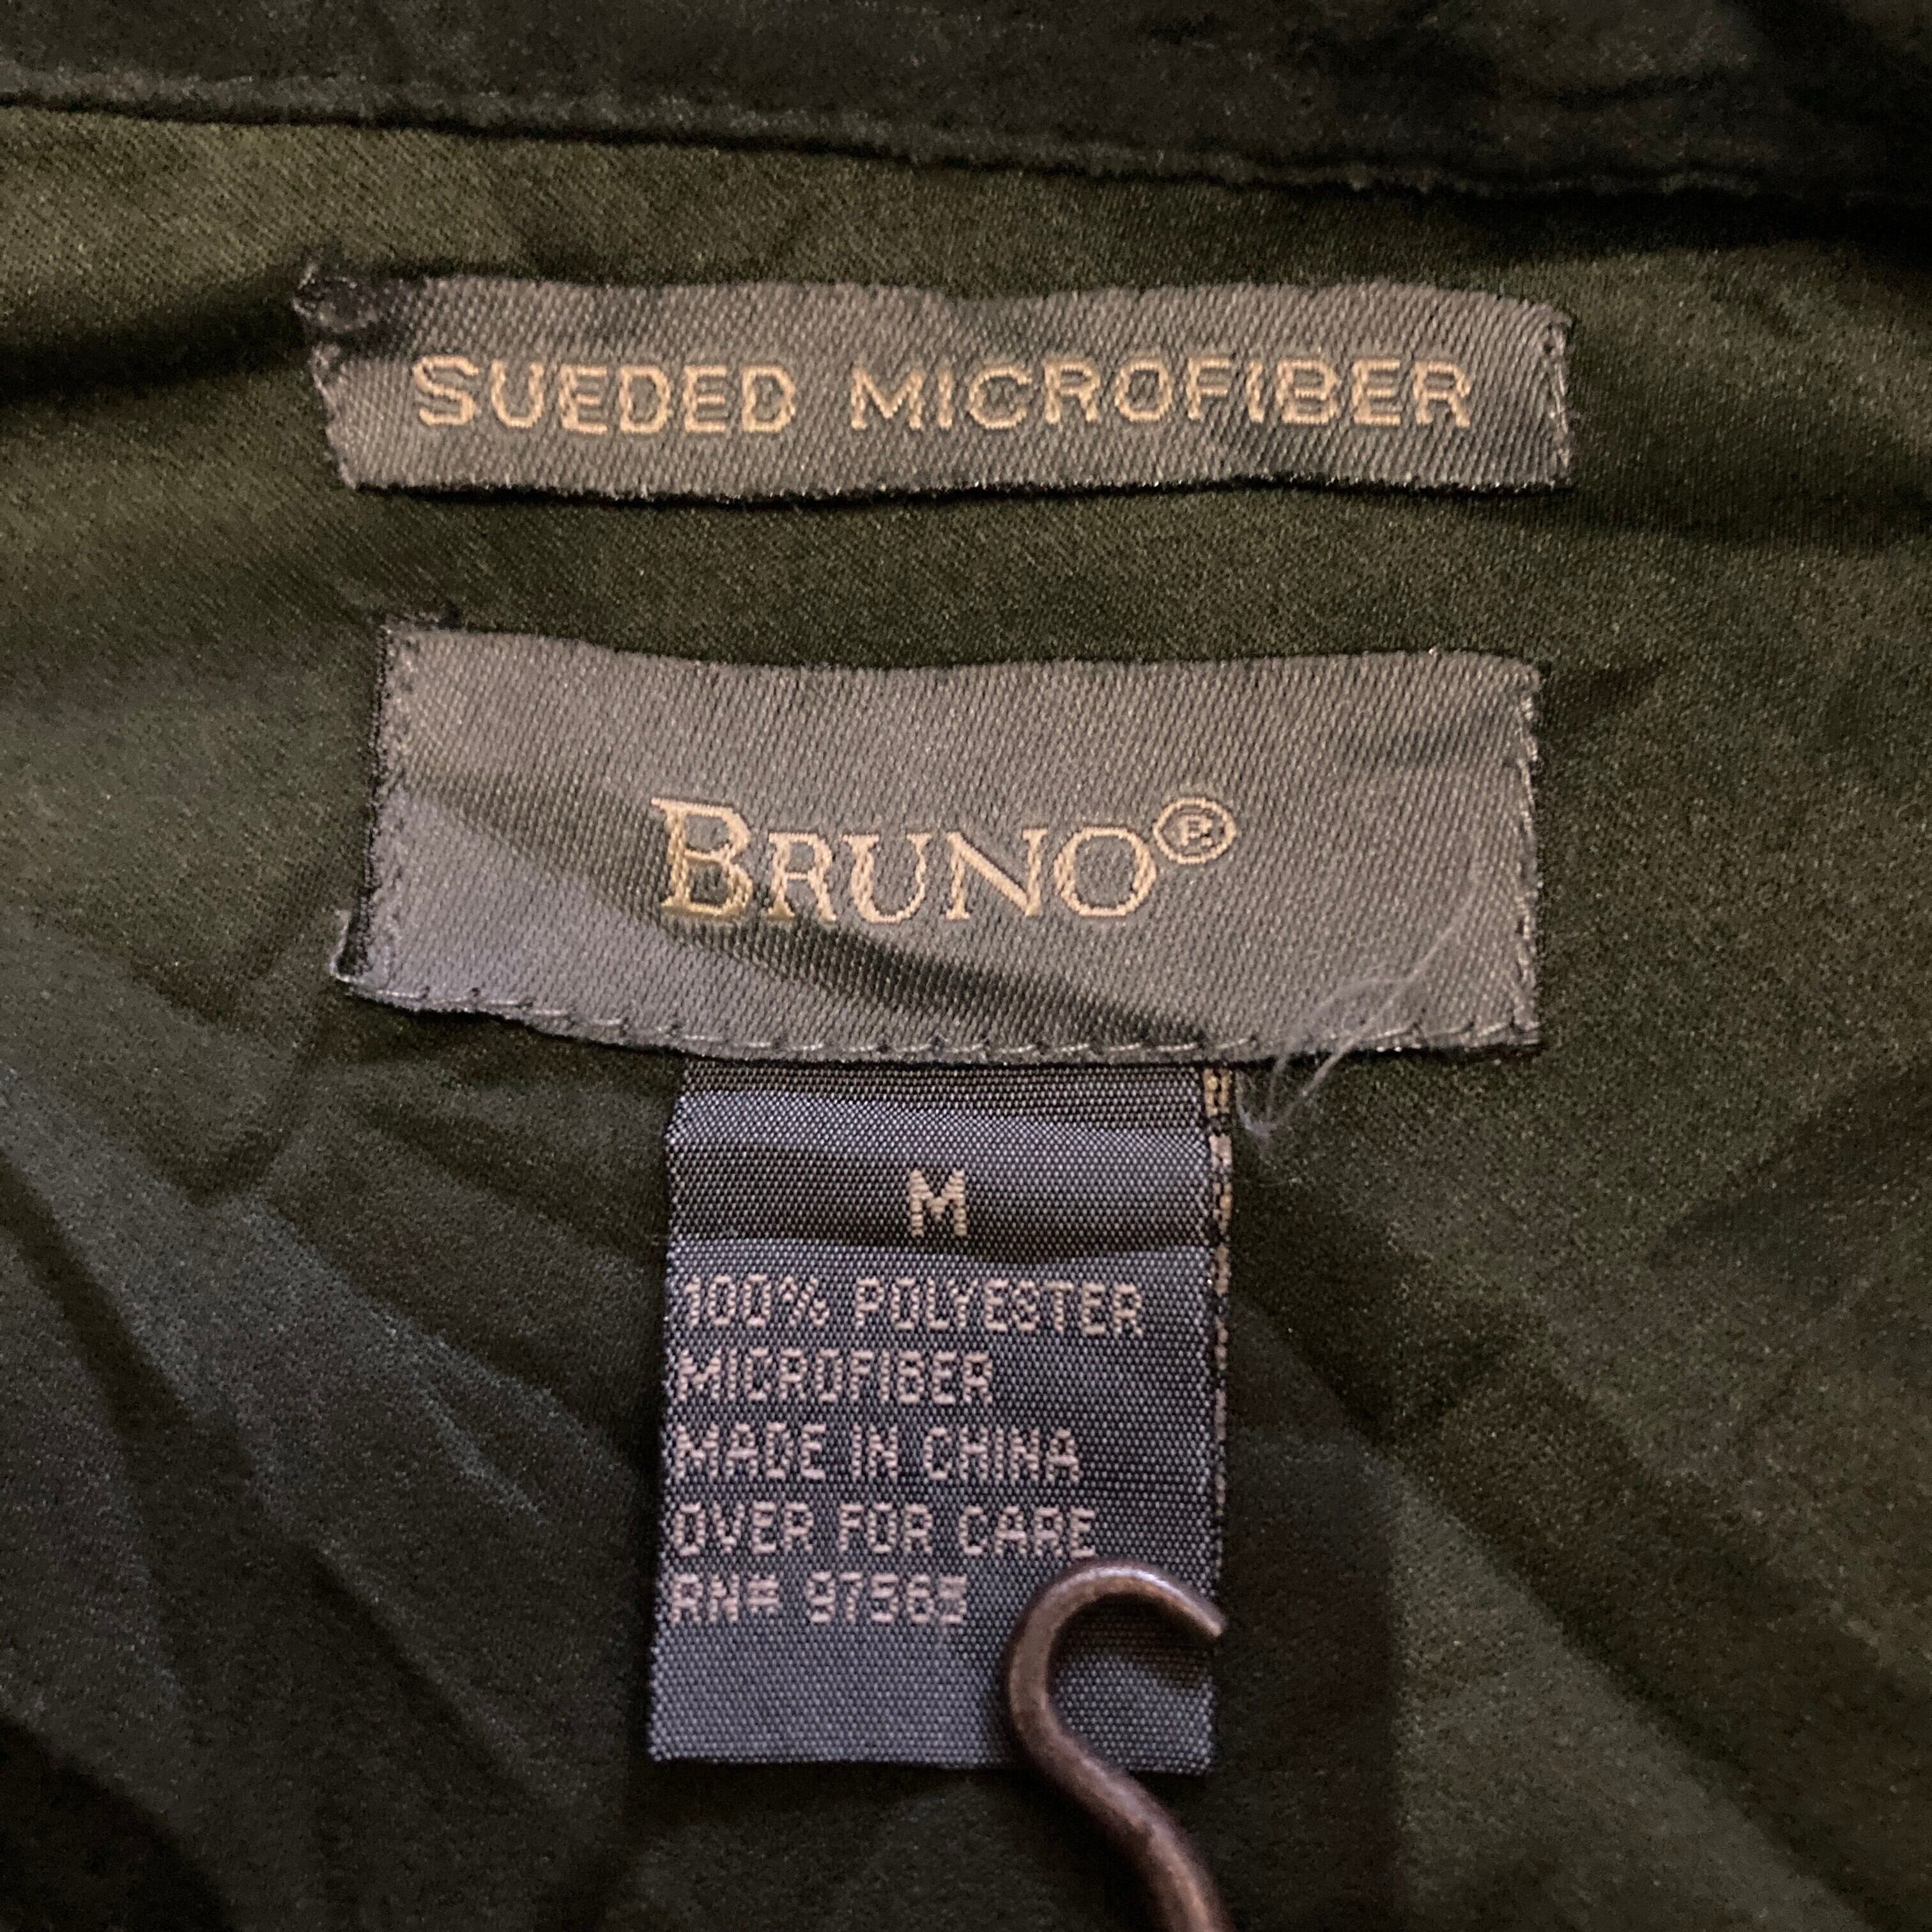 SUEDED MICROFIBER
BRUNO®
M
100% POLYESTER
MICROFIBER
MADE IN CHINA
OVER FOR CARE
RN# 97565